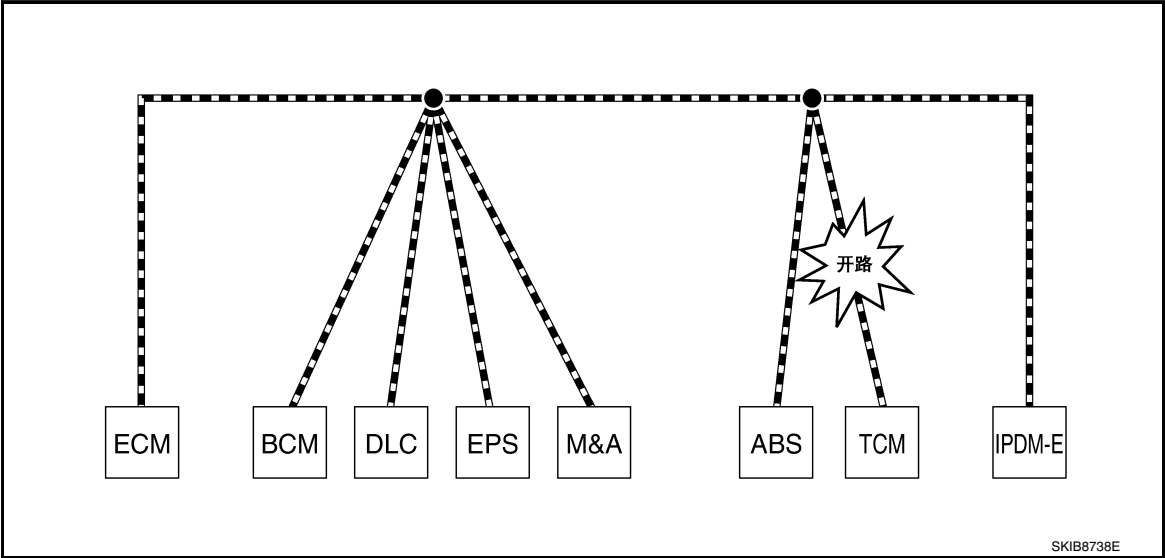 开路
ECM
BCM
DLC
EPS
M&A
ABS
TCM
IPDM-E
SKIB8738E